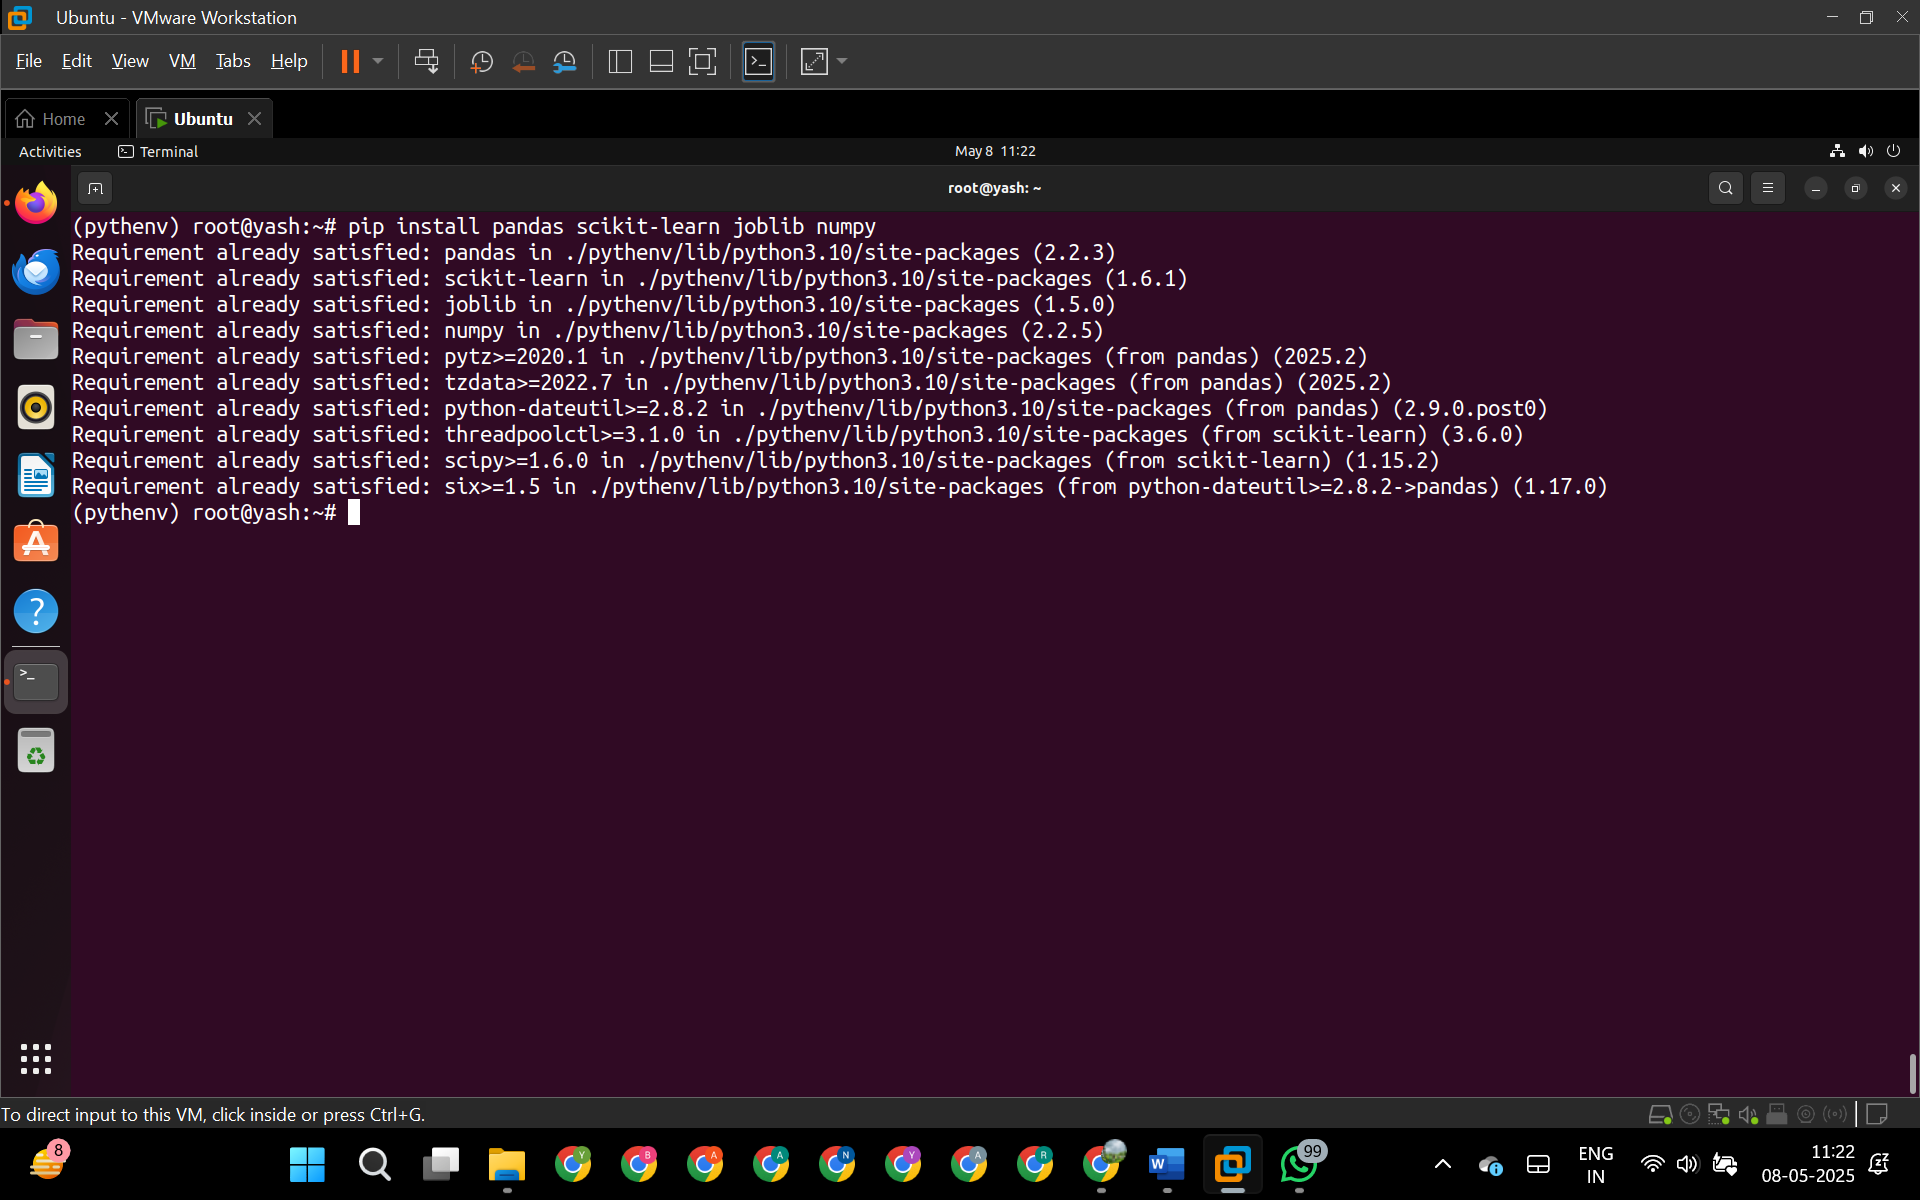 Ubuntu - VMware Workstation
File Edit View VM Tabs Help
Home
Ubuntu
Activities
Terminal
May 8 11:22
root@yash: ~
(pythenv) root@yash:~# pip install pandas scikit-learn joblib numpy
Requirement already satisfied: pandas in ./pythenv/lib/python3.10/site-packages (2.2.3)
Requirement already satisfied: scikit-learn in ./pythenv/lib/python3.10/site-packages (1.6.1)
Requirement already satisfied: joblib in ./pythenv/lib/python3.10/site-packages (1.5.0)
Requirement already satisfied: numpy in ./pythenv/lib/python3.10/site-packages (2.2.5)
Requirement already satisfied: pytz>=2020.1 in ./pythenv/lib/python3.10/site-packages (from pandas) (2025.2)
Requirement already satisfied: tzdata>=2022.7 in ./pythenv/lib/python3.10/site-packages (from pandas) (2025.2)
Requirement already satisfied: python-dateutil>=2.8.2 in ./pythenv/lib/python3.10/site-packages (from pandas) (2.9.0.post0)
Requirement already satisfied: threadpoolctl>=3.1.0 in ./pythenv/lib/python3.10/site-packages (from scikit-learn) (3.6.0)
Requirement already satisfied: scipy>=1.6.0 in ./pythenv/lib/python3.10/site-packages (from scikit-learn) (1.15.2)
Requirement already satisfied: six>=1.5 in ./pythenv/lib/python3.10/site-packages (from python-dateutil>=2.8.2->pandas) (1.17.0)
(pythenv) root@yash:~#
To direct input to this VM, click inside or press Ctrl+G.
8
Y
B
A
A
N
Y
A
R
W
99
ENG
IN
11:22
08-05-2025